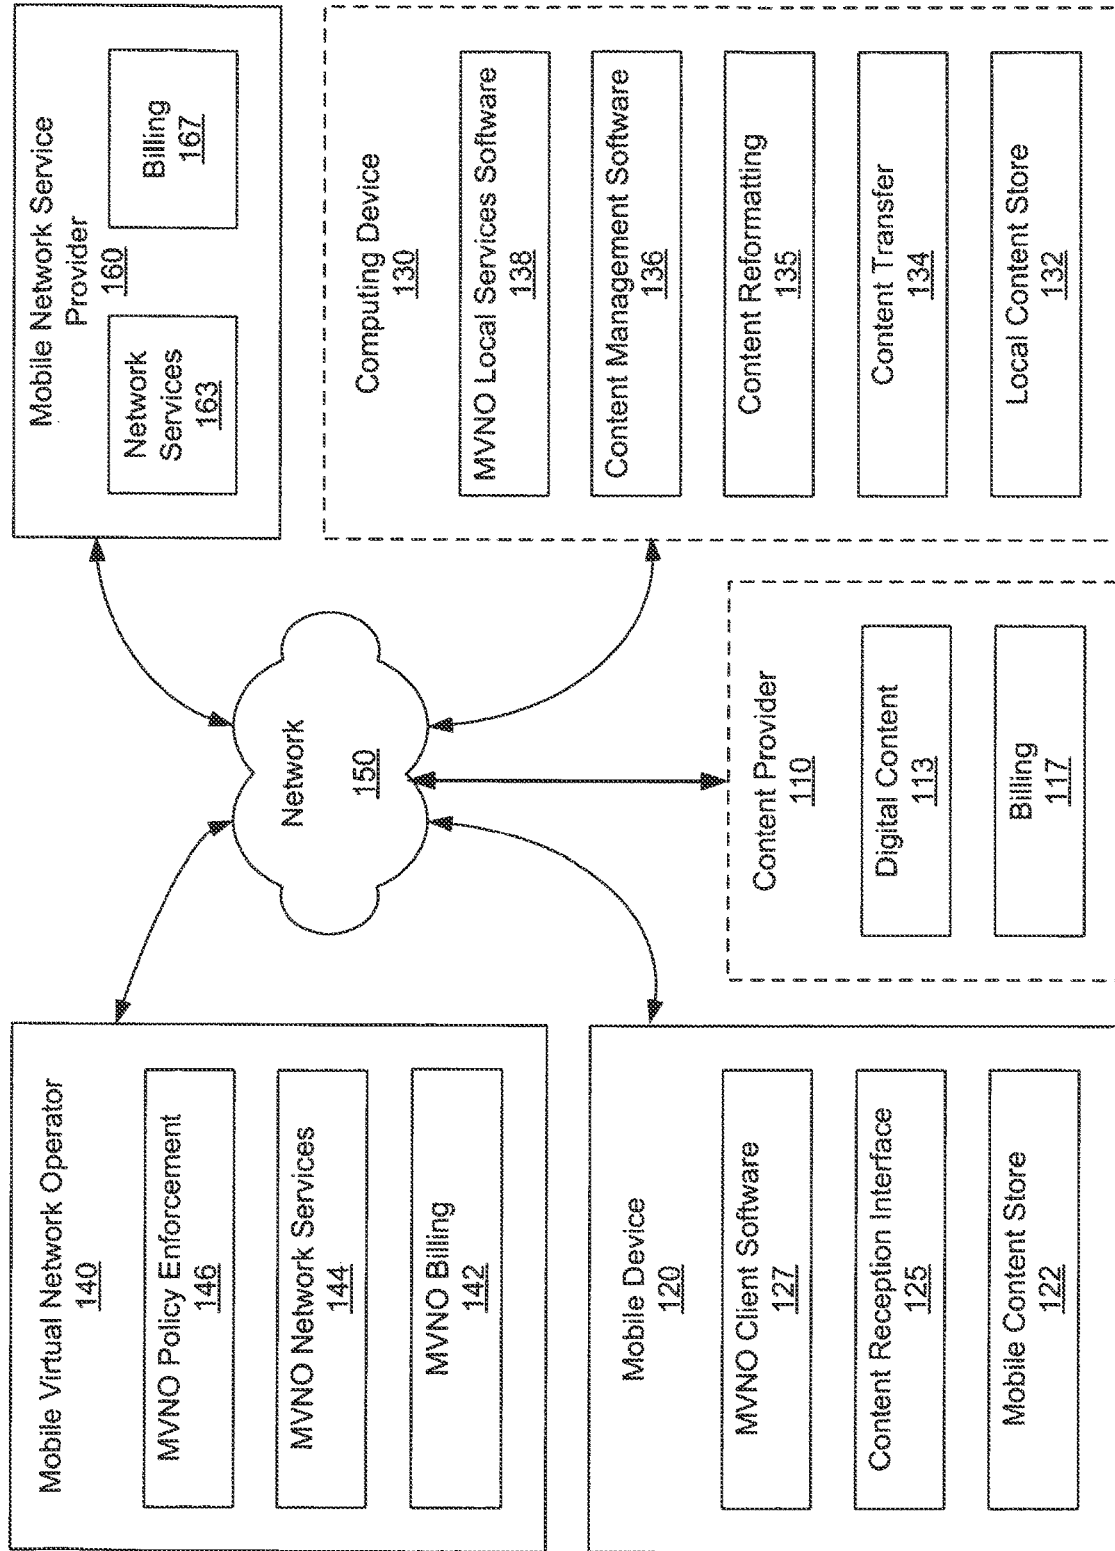 Mobile Virtual Network Operator
140
MVNO Policy Enforcement
146
MVNO Network Services
144
MVNO Billing
142
Mobile Network Service
Provider
160
Network
Services
163
Billing
167
Network
150
Mobile Device
120
MVNO Client Software
127
Content Reception Interface
125
Mobile Content Store
122
Content Provider
110
Digital Content
113
Billing
117
Computing Device
130
MVNO Local Services Software
138
Content Management Software
136
Content Reformatting
135
Content Transfer
134
Local Content Store
132